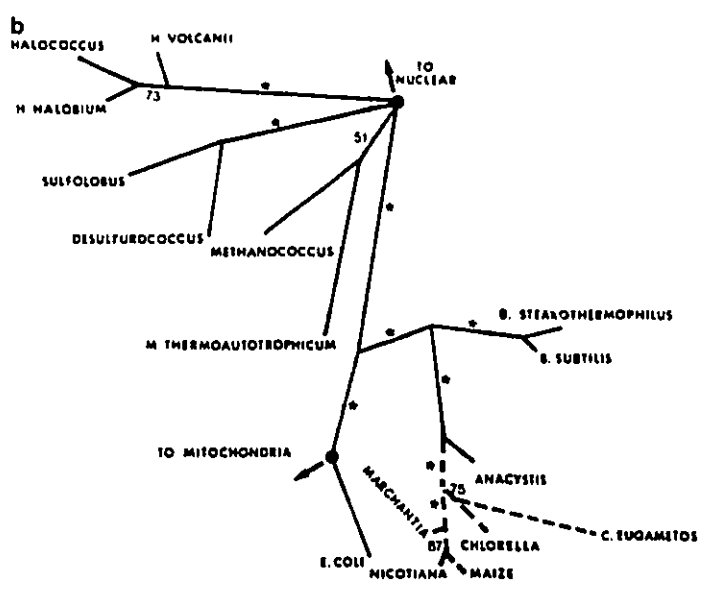 b
HALOCOCCUS
H VOLCANII
TO
NUCLEAR
73
H HALOBIUM
*
*
51
SULFOLOBUS
*
DESULFUROCOCCUS
METHANOCOCCUS
B. STEAROTHERMOPHILUS
*
*
M THERMOAUTOTROPHICUM
B. SUBTILIS
*
*
TO MITOCHONDRIA
*
ANACYSTIS
MARCHANTIA
75
*
C. EUGAMETOS
87
CHLORELLA
E. COLI
NICOTIANA
MAIZE